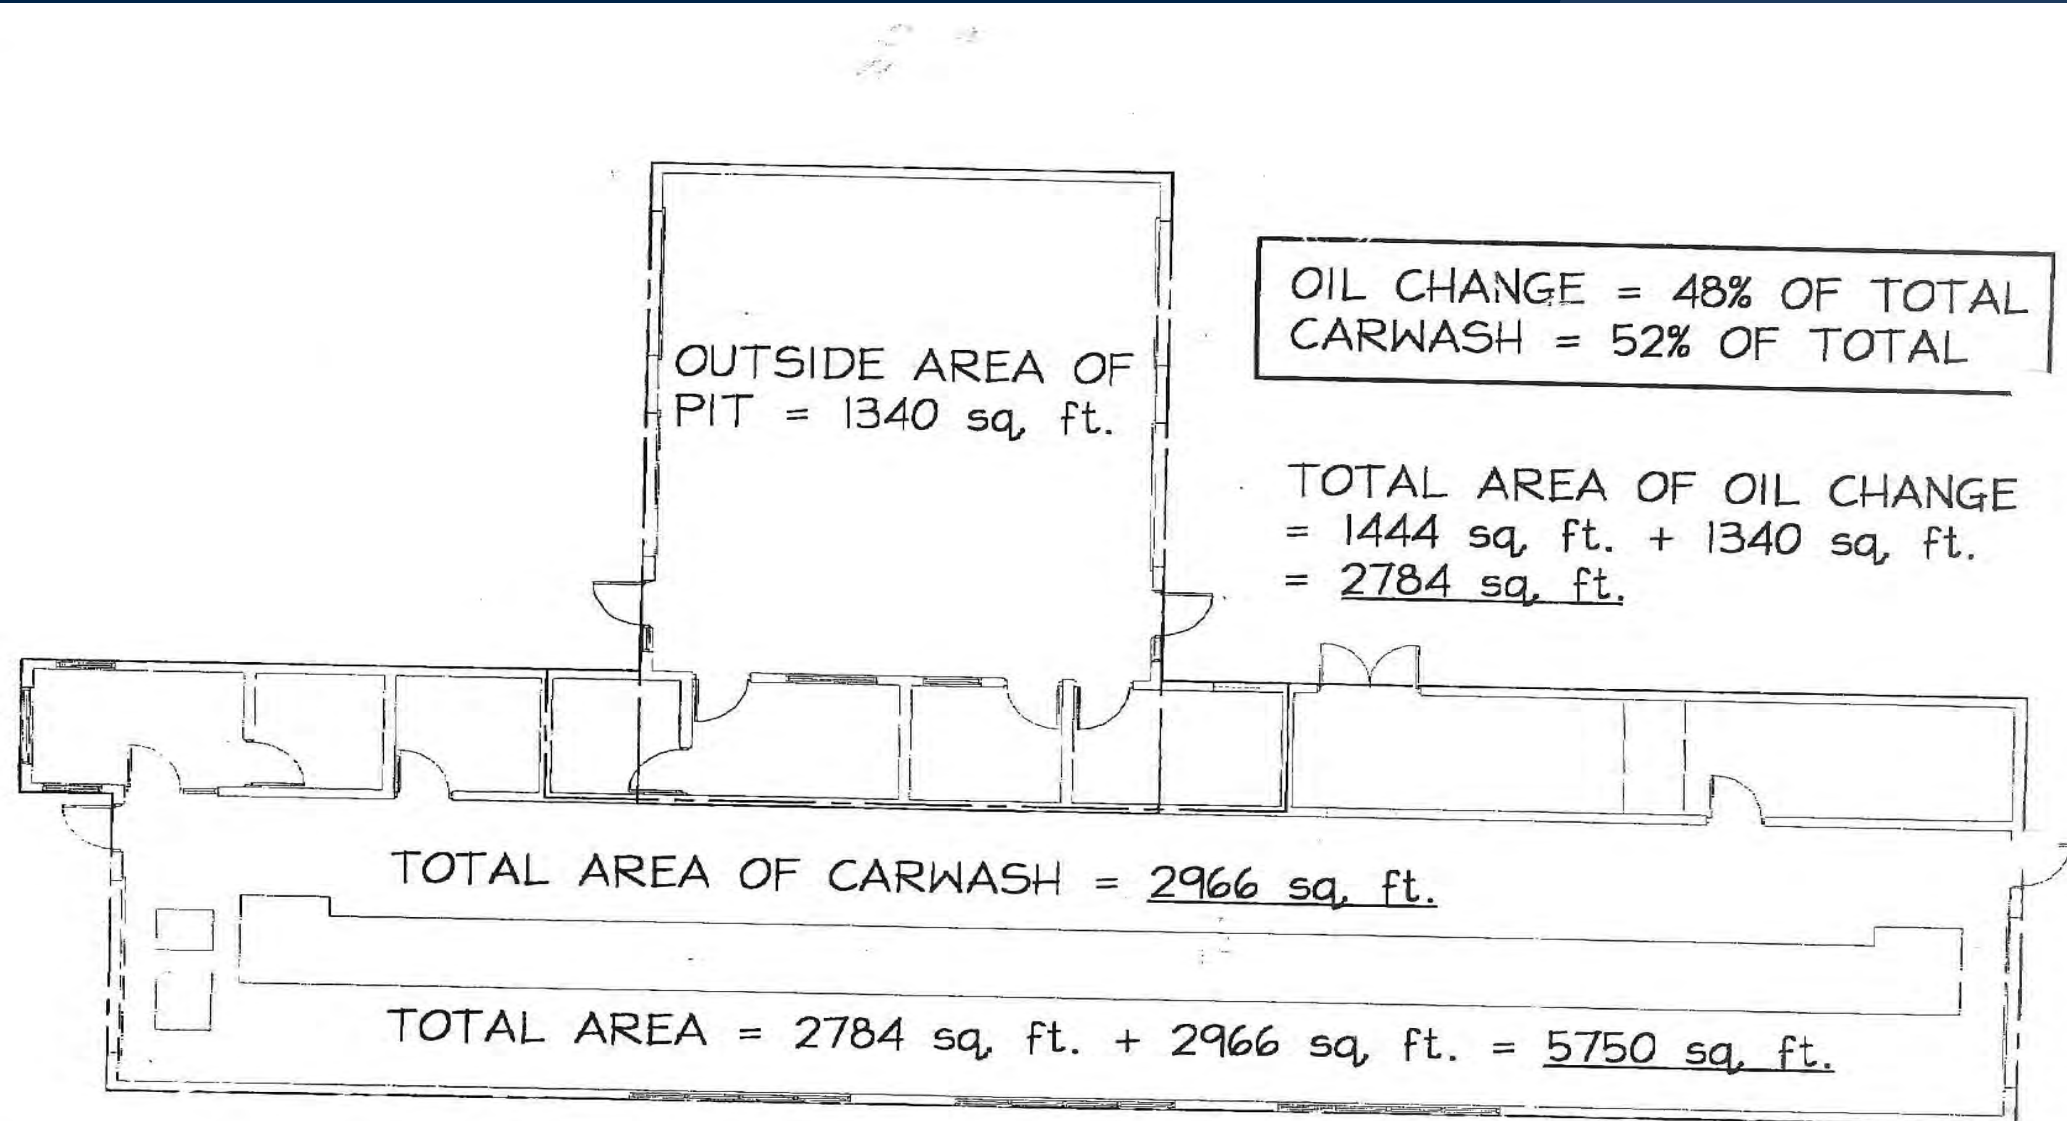 OIL CHANGE = 48% OF TOTAL
CARWASH = 52% OF TOTAL
OUTSIDE AREA OF
PIT = 1340 sq. ft.
TOTAL AREA OF OIL CHANGE
= 1444 sq. ft. + 1340 sq. ft.
= 2784 sq. ft.
TOTAL AREA OF CARWASH = 2966 sq. ft.
TOTAL AREA = 2784 sq. ft. + 2966 sq. ft. = 5750 sq. ft.